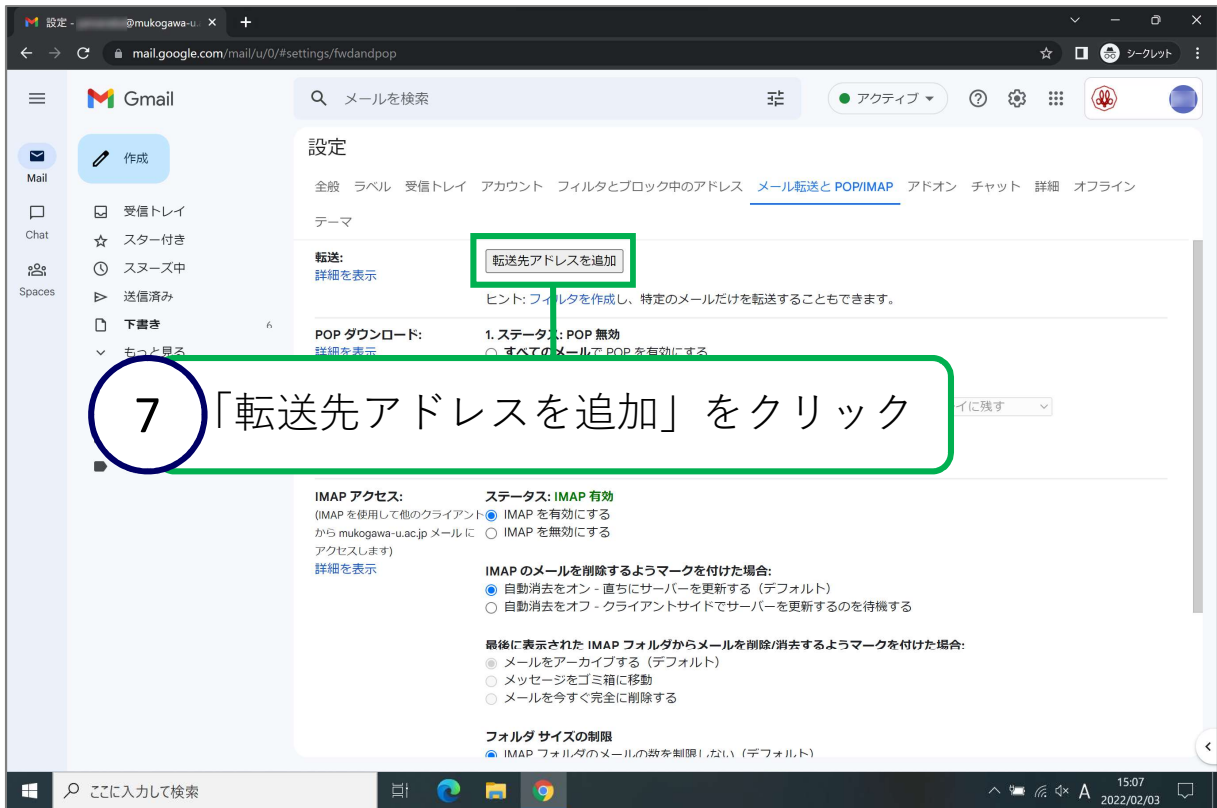 設定 - @mukogawa-u
mail.google.com/mail/u/0/#settings/fwdandpop
シークレット
Gmail
メールを検索
アクティブ
Mail
Chat
Spaces
作成
受信トレイ
スター付き
スヌーズ中
送信済み
下書き 6
もっと見る
設定
全般 ラベル 受信トレイ アカウント フィルタとブロック中のアドレス メール転送と POP/IMAP アドオン チャット 詳細 オフライン
テーマ
転送:
詳細を表示
転送先アドレスを追加
ヒント: フィルタを作成し、特定のメールだけを転送することもできます。
POP ダウンロード:
詳細を表示
1. ステータス: POP 無効
すべてのメールで POP を有効にする
7 「転送先アドレスを追加」をクリック
イに残す
IMAP アクセス:
(IMAP を使用して他のクライアント
から mukogawa-u.ac.jp メール に
アクセスします)
詳細を表示
ステータス: IMAP 有効
IMAP を有効にする
IMAP を無効にする
IMAP のメールを削除するようマークを付けた場合:
自動消去をオン - 直ちにサーバーを更新する（デフォルト）
自動消去をオフ - クライアントサイドでサーバーを更新するのを待機する
最後に表示された IMAP フォルダからメールを削除/消去するようマークを付けた場合:
メールをアーカイブする（デフォルト）
メッセージをゴミ箱に移動
メールを今すぐ完全に削除する
フォルダ サイズの制限
IMAP フォルダのメールの数を制限しない（デフォルト）
ここに入力して検索
A
15:07
2022/02/03